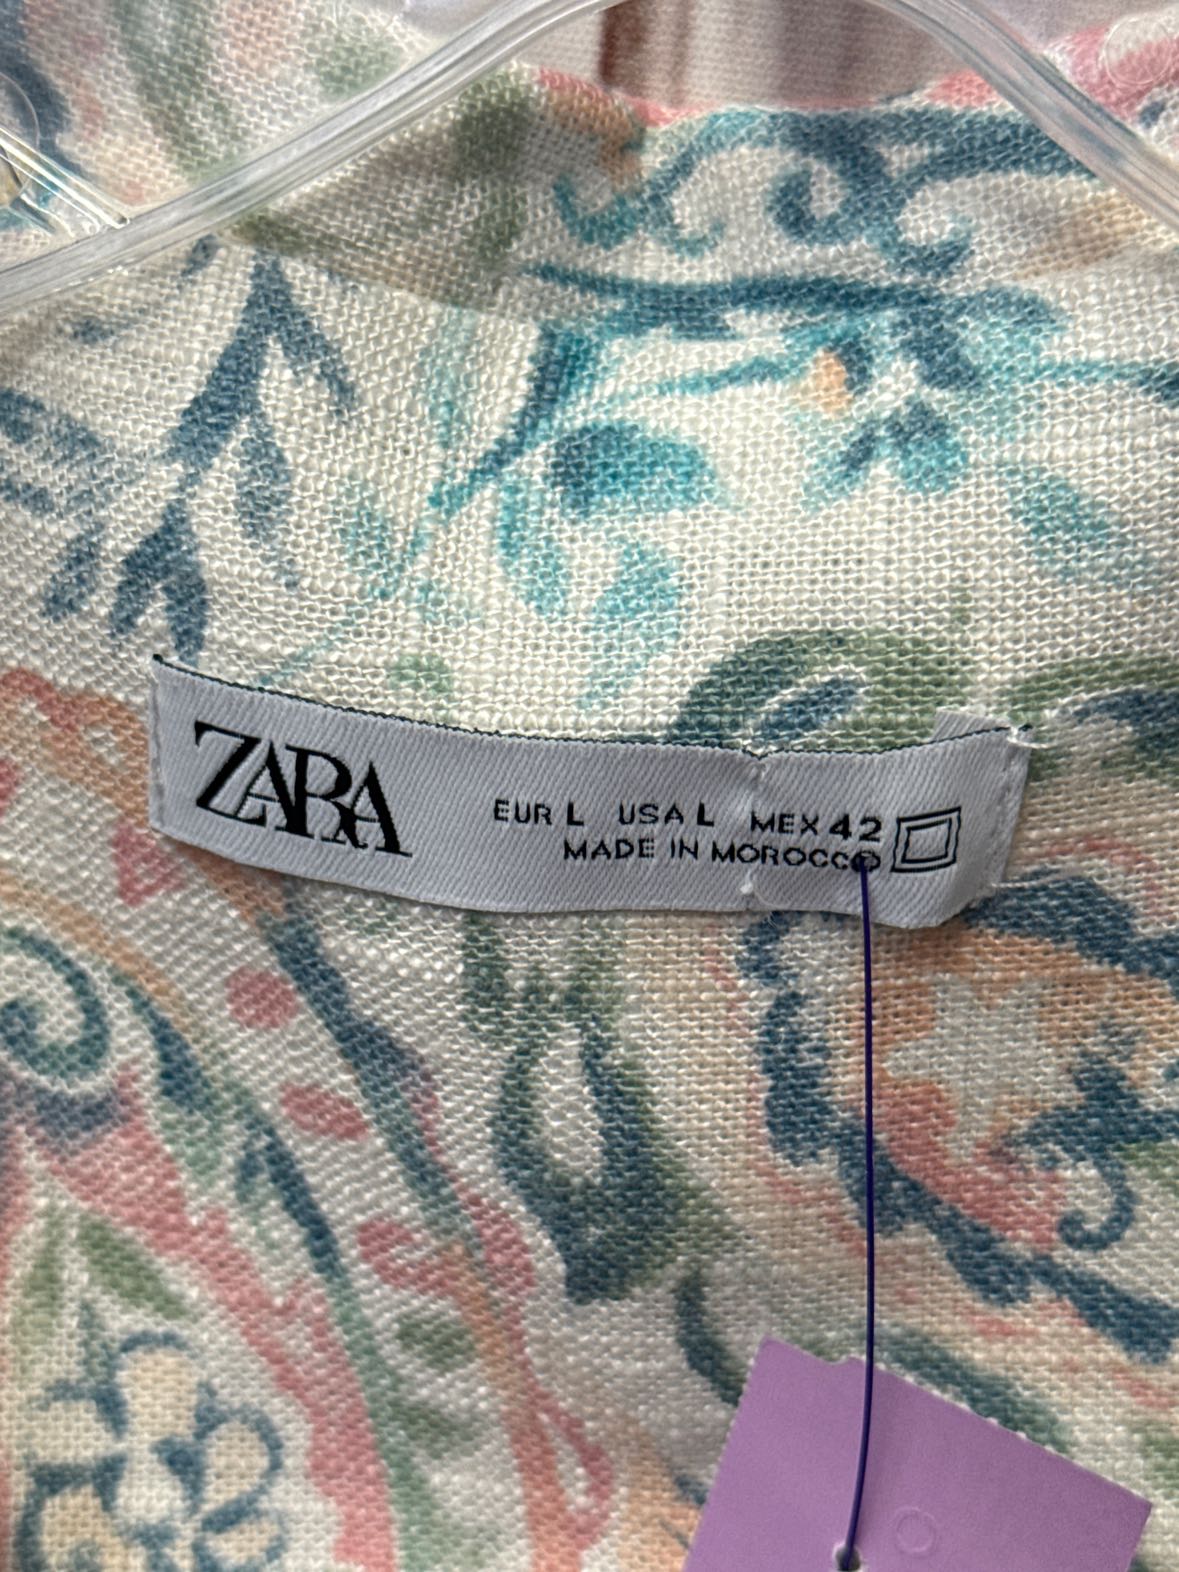 ZARA
EUR L USA L MEX 42
MADE IN MOROCCO